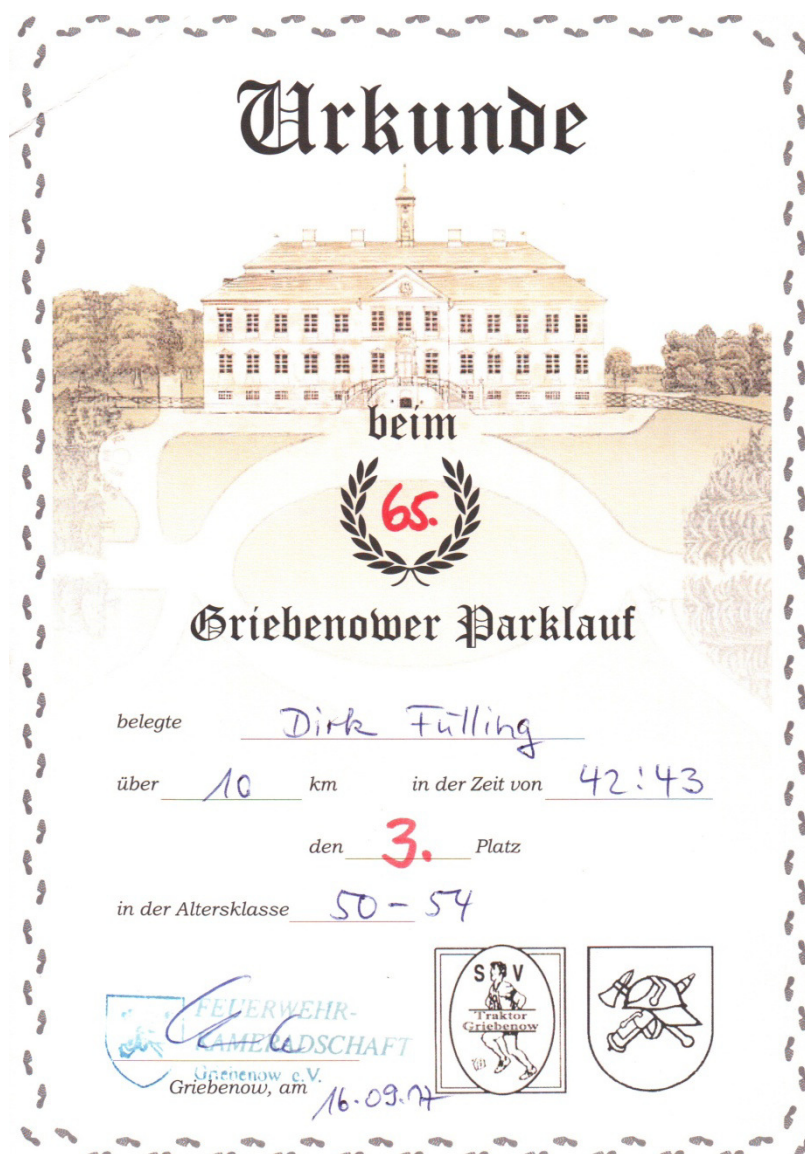 Urkunde
beim
65.
Griebenower Parklauf
belegte Dirk Fülling
über 10 km in der Zeit von 42:43
den 3. Platz
in der Altersklasse 50 - 54
S V
Traktor
Griebenow
FEUERWEHR-
KAMERADSCHAFT
Griebenow e.V.
Griebenow, am 16.09.17